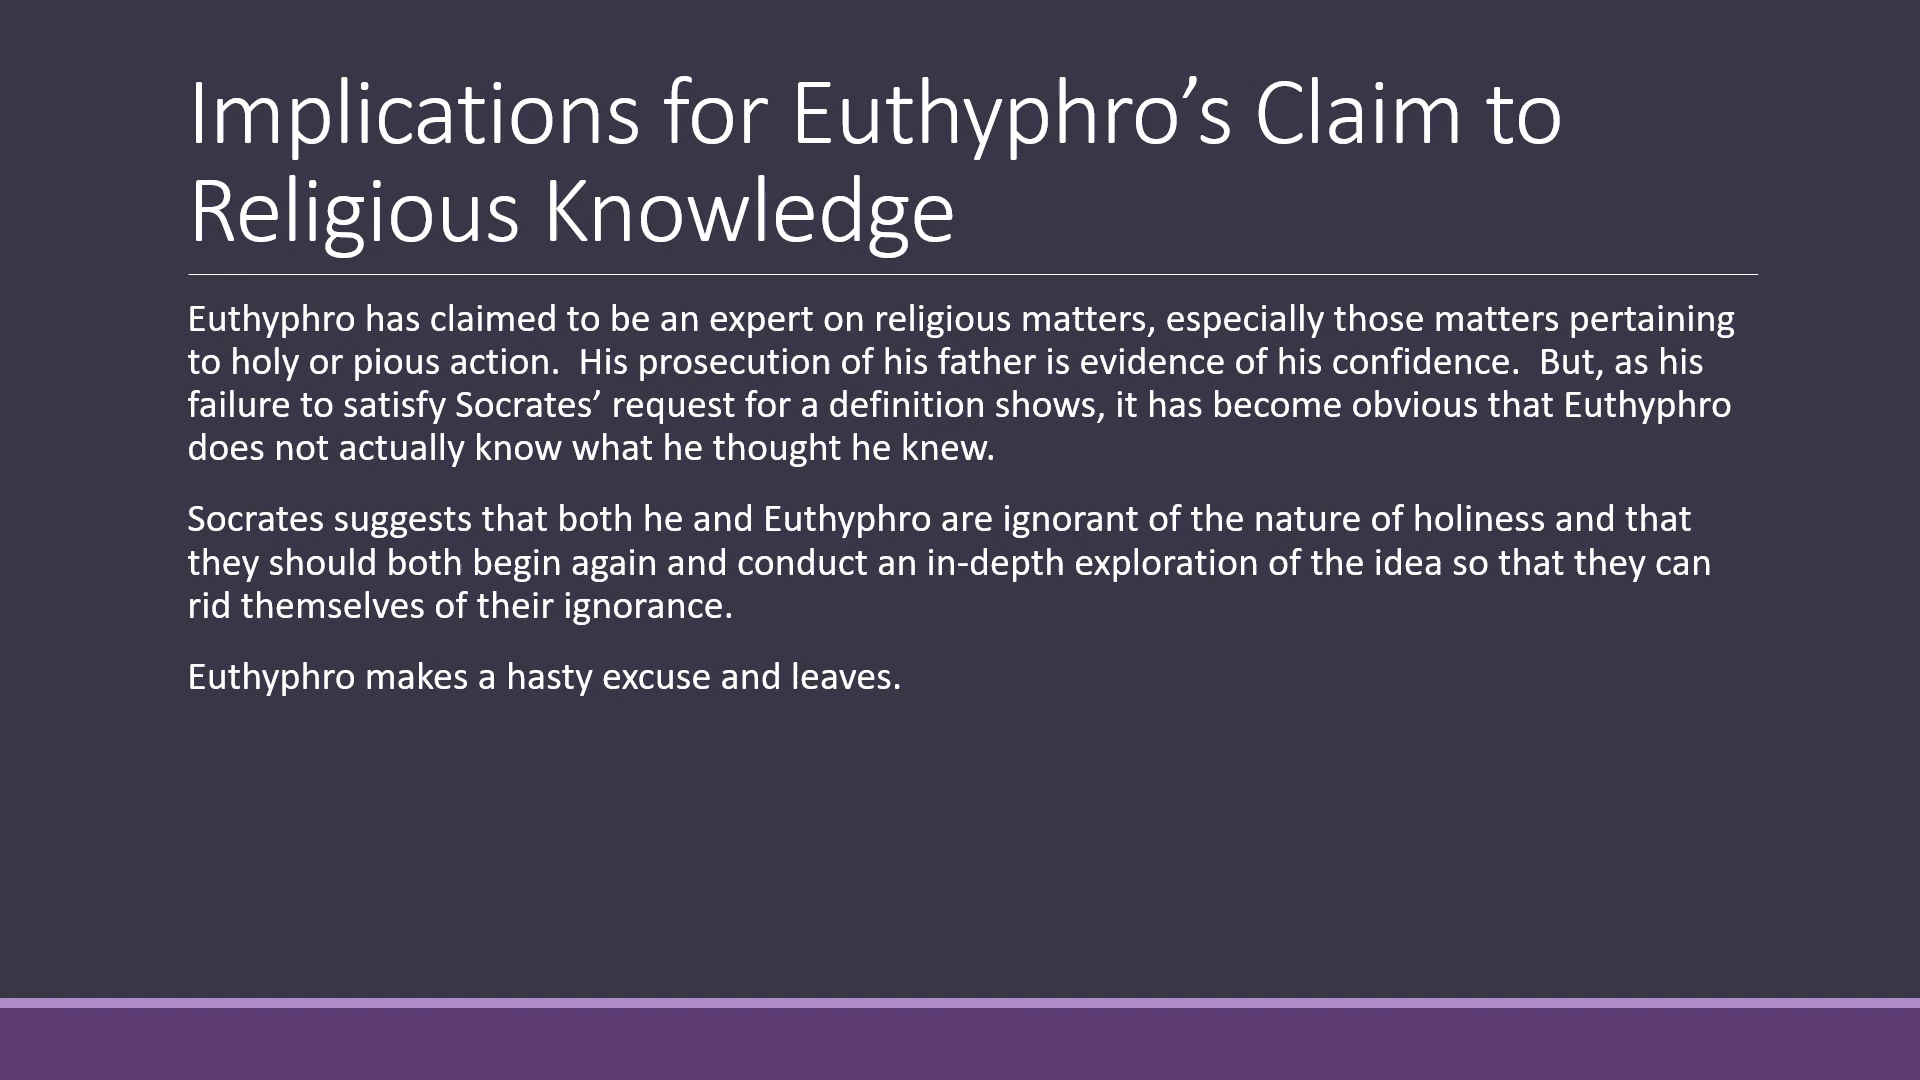 Implications for Euthyphro’s Claim to
Religious Knowledge
Euthyphro has claimed to be an expert on religious matters, especially those matters pertaining
to holy or pious action.  His prosecution of his father is evidence of his confidence.  But, as his
failure to satisfy Socrates’ request for a definition shows, it has become obvious that Euthyphro
does not actually know what he thought he knew.
Socrates suggests that both he and Euthyphro are ignorant of the nature of holiness and that
they should both begin again and conduct an in-depth exploration of the idea so that they can
rid themselves of their ignorance.
Euthyphro makes a hasty excuse and leaves.